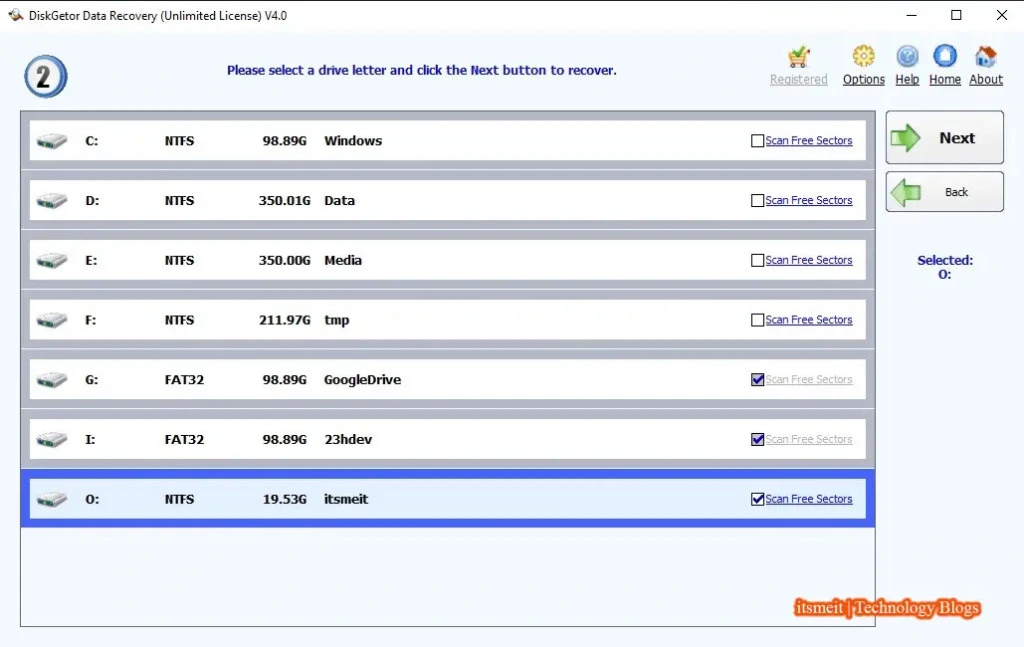 DiskGetor Data Recovery (Unlimited License) V4.0
2
Please select a drive letter and click the Next button to recover.
Registered Options Help Home About
C: NTFS 98.89G Windows Scan Free Sectors
D: NTFS 350.01G Data Scan Free Sectors
E: NTFS 350.00G Media Scan Free Sectors
F: NTFS 211.97G tmp Scan Free Sectors
G: FAT32 98.89G GoogleDrive Scan Free Sectors
I: FAT32 98.89G 23hdev Scan Free Sectors
O: NTFS 19.53G itsmeit Scan Free Sectors
Next
Back
Selected:
O:
itsmeit | Technology Blogs